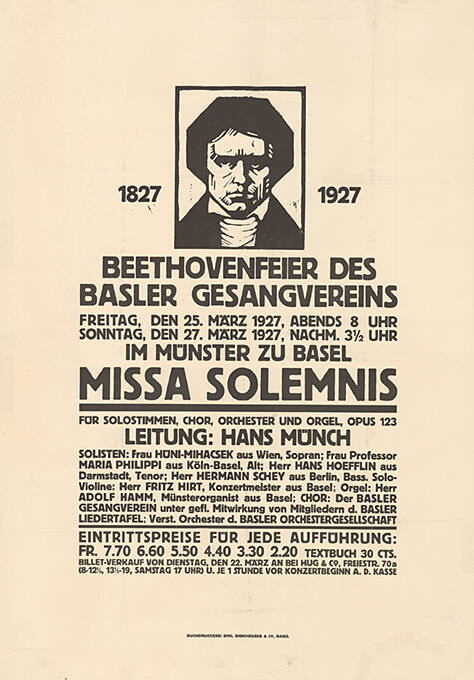 1827 1927
BEETHOVENFEIER DES
BASLER GESANGVEREINS
FREITAG, DEN 25. MÄRZ 1927, ABENDS 8 UHR
SONNTAG, DEN 27. MÄRZ 1927, NACHM. 3½ UHR
IM MÜNSTER ZU BASEL
MISSA SOLEMNIS
FÜR SOLOSTIMMEN, CHOR, ORCHESTER UND ORGEL, OPUS 123
LEITUNG: HANS MÜNCH
SOLISTEN: Frau HÜNI-MIHACSEK aus Wien, Sopran; Frau Professor
MARIA PHILIPPI aus Köln-Basel, Alt; Herr HANS HOEFFLIN aus
Darmstadt, Tenor; Herr HERMANN SCHEY aus Berlin, Bass. Solo-
Violine: Herr FRITZ HIRT, Konzertmeister aus Basel; Orgel: Herr
ADOLF HAMM, Münsterorganist aus Basel; CHOR: Der BASLER
GESANGVEREIN unter gefl. Mitwirkung von Mitgliedern d. BASLER
LIEDERTAFEL; Verst. Orchester d. BASLER ORCHESTERGESELLSCHAFT
EINTRITTSPREISE FÜR JEDE AUFFÜHRUNG:
FR. 7.70 6.60 5.50 4.40 3.30 2.20 TEXTBUCH 30 CTS.
BILLET-VERKAUF VON DIENSTAG, DEN 22. MÄRZ AN BEI HUG & CO, FREIESTR. 70a
(8-12½, 13½-19, SAMSTAG 17 UHR) U. JE 1 STUNDE VOR KONZERTBEGINN A. D. KASSE
BUCHDRUCKEREI EMIL BIRKHÄUSER & CO, BASEL